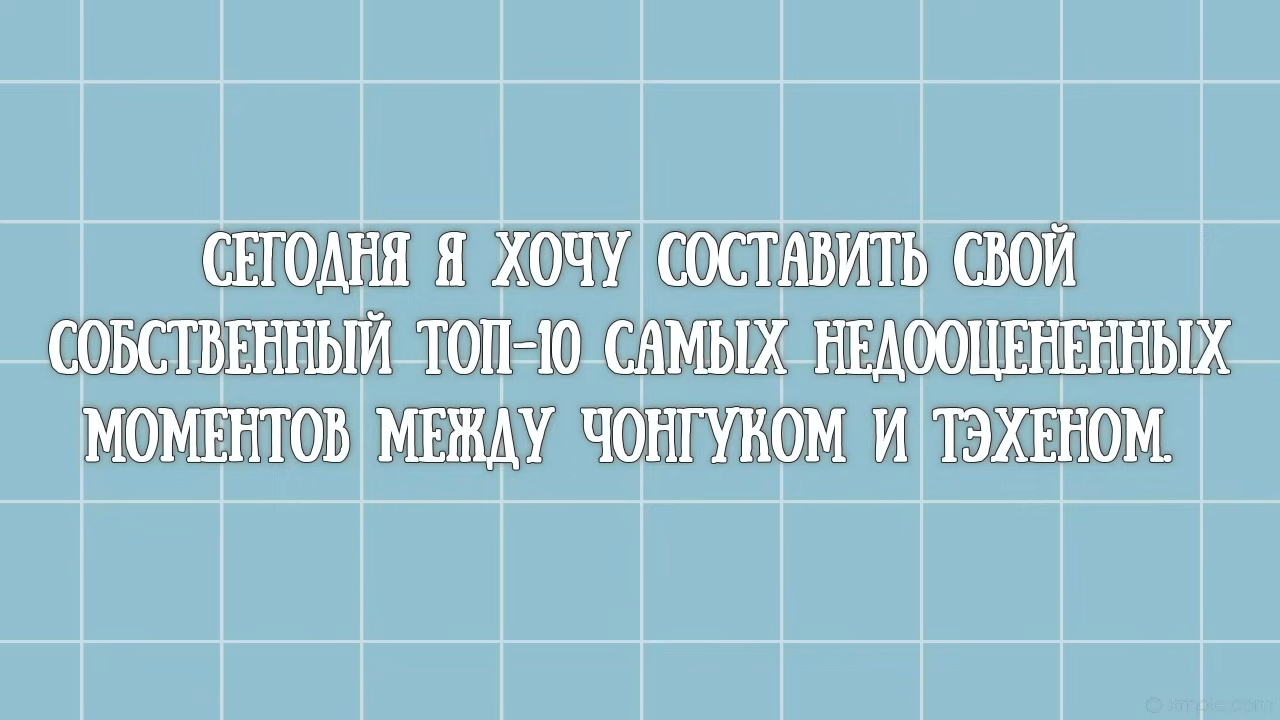 СЕГОДНЯ Я ХОЧУ СОСТАВИТЬ СВОЙ
СОБСТВЕННЫЙ ТОП-10 САМЫХ НЕДООЦЕНЕННЫХ
МОМЕНТОВ МЕЖДУ ЧОНГУКОМ И ТЭХЕНОМ.